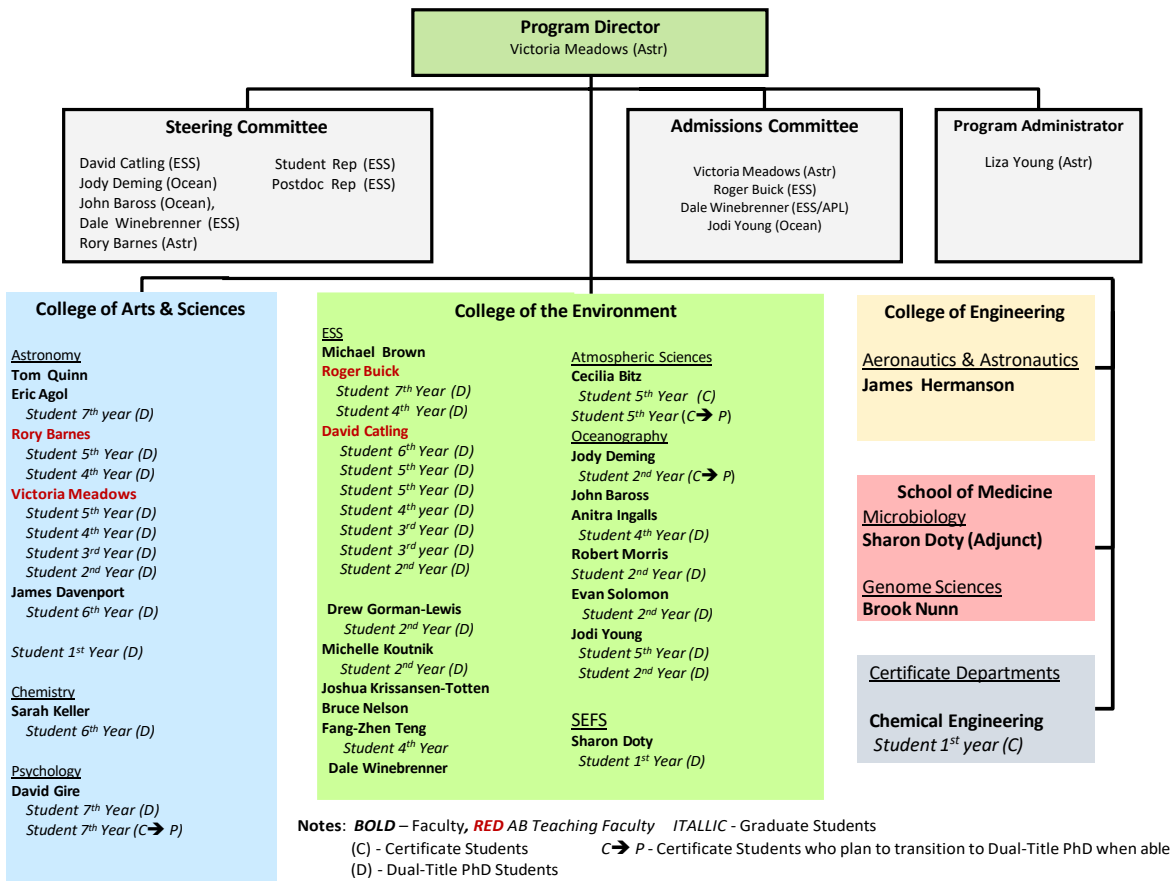 Program Director
Victoria Meadows (Astr)
Steering Committee
David Catling (ESS)
Jody Deming (Ocean)
John Baross (Ocean),
Dale Winebrenner (ESS)
Rory Barnes (Astr)
Student Rep (ESS)
Postdoc Rep (ESS)
Admissions Committee
Victoria Meadows (Astr)
Roger Buick (ESS)
Dale Winebrenner (ESS/APL)
Jodi Young (Ocean)
Program Administrator
Liza Young (Astr)
College of Arts & Sciences
Astronomy
Tom Quinn
Eric Agol
Student 7th year (D)
Rory Barnes
Student 5th Year (D)
Student 4th Year (D)
Victoria Meadows
Student 5th Year (D)
Student 4th Year (D)
Student 3rd Year (D)
Student 2nd Year (D)
James Davenport
Student 6th Year (D)
Student 1st Year (D)
Chemistry
Sarah Keller
Student 6th Year (D)
Psychology
David Gire
Student 7th Year (D)
Student 7th Year (C➔ P)
College of the Environment
ESS
Michael Brown
Roger Buick
Student 7th Year (D)
Student 4th Year (D)
David Catling
Student 6th Year (D)
Student 5th Year (D)
Student 5th Year (D)
Student 4th year (D)
Student 3rd Year (D)
Student 3rd year (D)
Student 2nd Year (D)
Drew Gorman-Lewis
Student 2nd Year (D)
Michelle Koutnik
Student 2nd Year (D)
Joshua Krissansen-Totten
Bruce Nelson
Fang-Zhen Teng
Student 4th Year
Dale Winebrenner
Atmospheric Sciences
Cecilia Bitz
Student 5th Year (C)
Student 5th Year (C➔ P)
Oceanography
Jody Deming
Student 2nd Year (C➔ P)
John Baross
Anitra Ingalls
Student 4th Year (D)
Robert Morris
Student 2nd Year (D)
Evan Solomon
Student 2nd Year (D)
Jodi Young
Student 5th Year (D)
Student 2nd Year (D)
SEFS
Sharon Doty
Student 1st Year (D)
College of Engineering
Aeronautics & Astronautics
James Hermanson
School of Medicine
Microbiology
Sharon Doty (Adjunct)
Genome Sciences
Brook Nunn
Certificate Departments
Chemical Engineering
Student 1st year (C)
Notes: BOLD – Faculty, RED AB Teaching Faculty ITALLIC - Graduate Students
(C) - Certificate Students C➔ P - Certificate Students who plan to transition to Dual-Title PhD when able
(D) - Dual-Title PhD Students